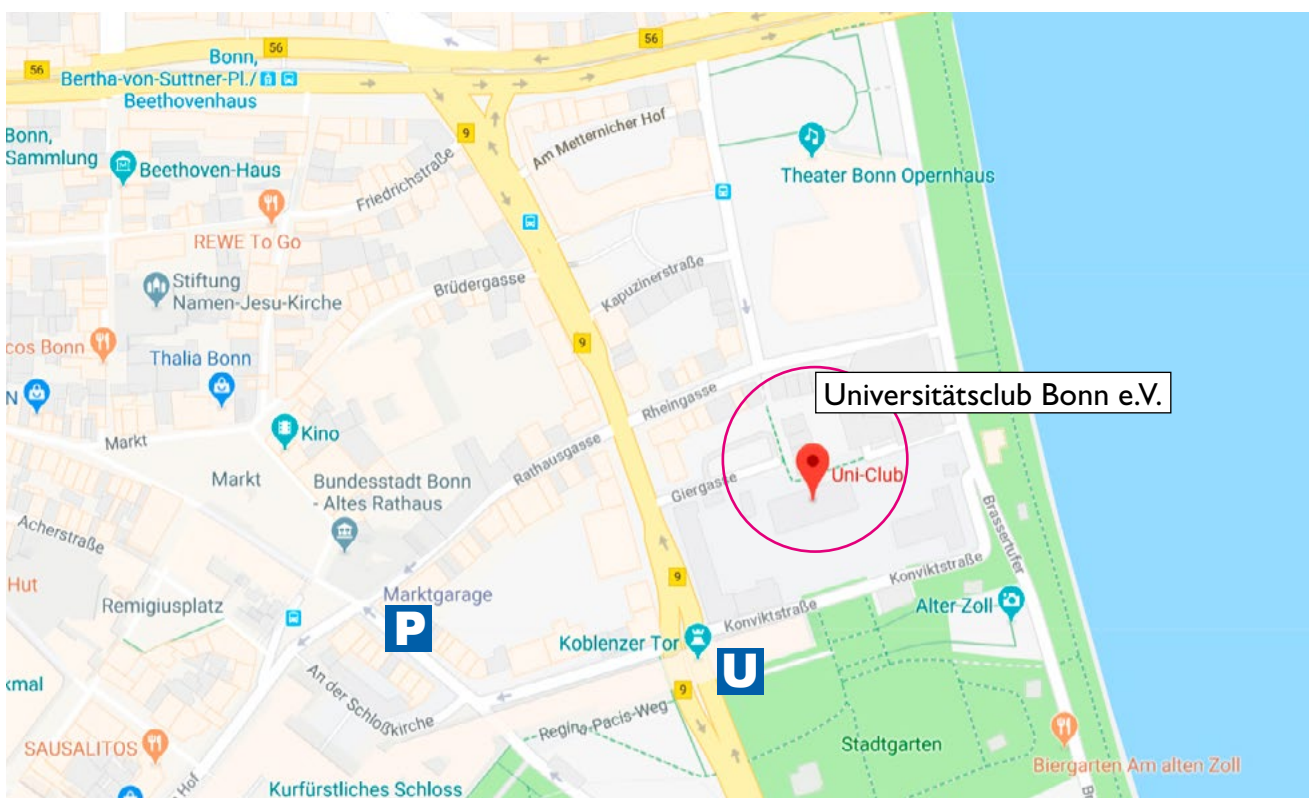 56
56
56
Bonn,
Bertha-von-Suttner-Pl./
Beethovenhaus
9
Am Metternicher Hof
Bonn,
Sammlung
Beethoven-Haus
Friedrichstraße
Theater Bonn Opernhaus
REWE To Go
Stiftung
Namen-Jesu-Kirche
Brüdergasse
Kapuzinerstraße
cos Bonn
Thalia Bonn
9
N
Rheingasse
Universitätsclub Bonn e.V.
Markt
Kino
Markt
Bundesstadt Bonn
- Altes Rathaus
Rathausgasse
Giergasse
Uni-Club
Acherstraße
Brassertufer
Hut
Remigiusplatz
Marktgarage
P
9
Konviktstraße
Alter Zoll
Konviktstraße
Koblenzer Tor
U
kmal
An der Schloßkirche
9
Regina-Pacis-Weg
SAUSALITOS
Stadtgarten
Biergarten Am alten Zoll
Hof
Kurfürstliches Schloss
Br